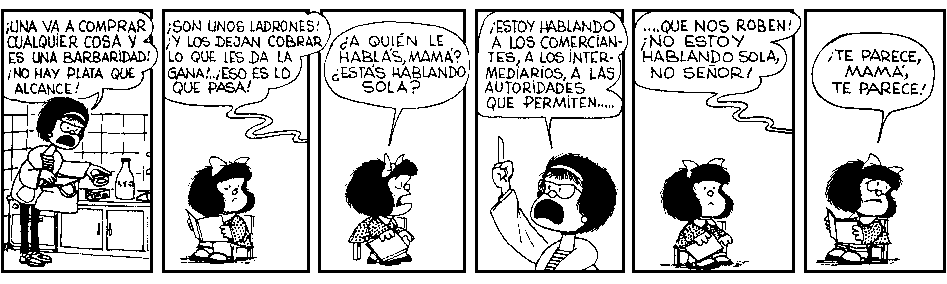 ¡UNA VA A COMPRAR
CUALQUIER COSA Y
ES UNA BARBARIDAD!
¡NO HAY PLATA QUE
ALCANCE!
¡SON UNOS LADRONES!
¡Y LOS DEJAN COBRAR
LO QUE LES DA LA
GANA!..¡ESO ES LO
QUE PASA!
¿A QUIÉN LE
HABLÁS, MAMÁ?
¿ESTÁS HABLANDO
SOLA?
¡ESTOY HABLANDO
A LOS COMERCIAN-
TES, A LOS INTER-
MEDIARIOS, A LAS
AUTORIDADES
QUE PERMITEN.....
....QUE NOS ROBEN!
¡NO ESTOY
HABLANDO SOLA,
NO SEÑOR!
¡TE PARECE,
MAMÁ,
TE PARECE!